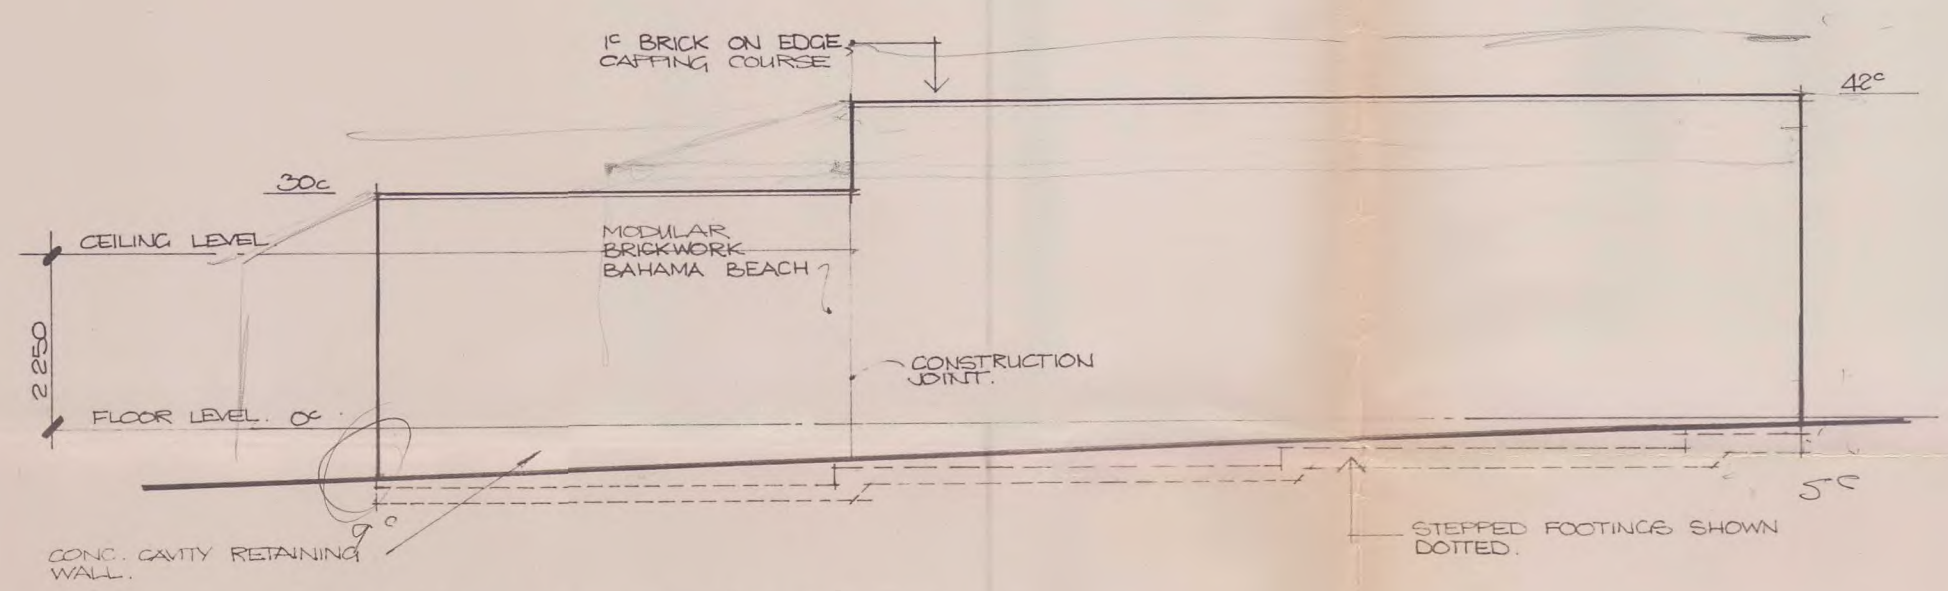 1c BRICK ON EDGE
CAPPING COURSE
42c
30c
CEILING LEVEL
MODULAR
BRICKWORK
BAHAMA BEACH
2250
CONSTRUCTION
JOINT.
FLOOR LEVEL. 0c
9c
5c
CONC. CAVITY RETAINING
WALL.
STEPPED FOOTINGS SHOWN
DOTTED.